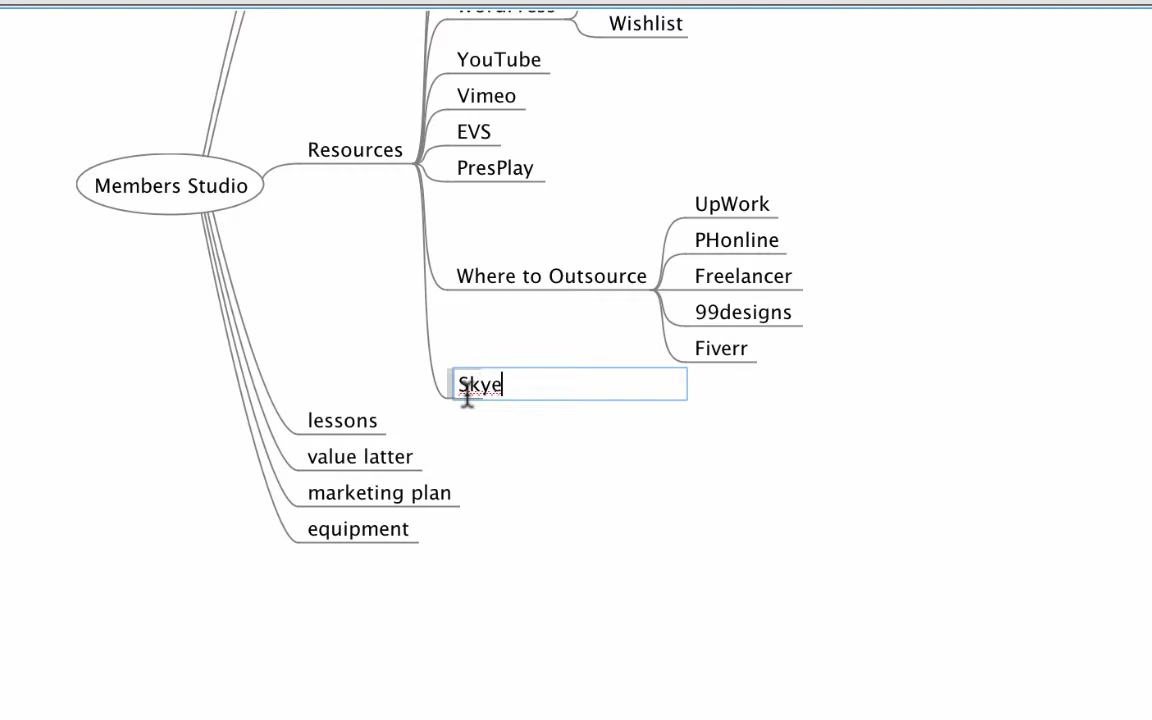 Wishlist
YouTube
Vimeo
EVS
Resources
PresPlay
Members Studio
UpWork
PHonline
Where to Outsource
Freelancer
99designs
Fiverr
Skye
lessons
value latter
marketing plan
equipment